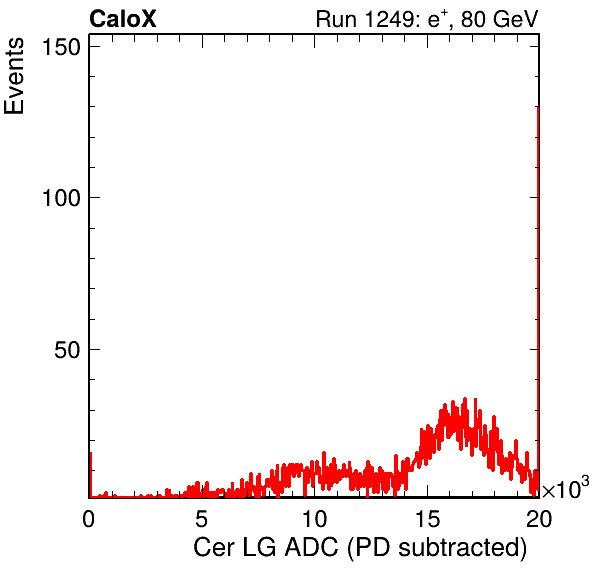 CaloX Run 1249: e⁺, 80 GeV
Events
150
100
50
0 5 10 15 20
×10³
Cer LG ADC (PD subtracted)